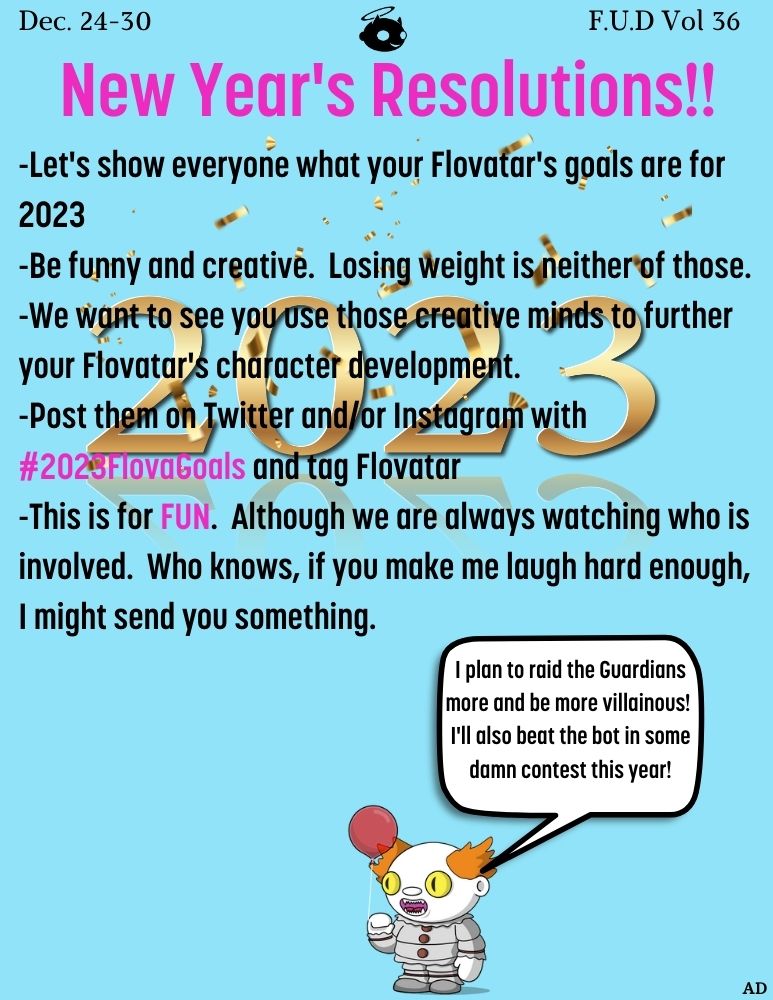 Dec. 24-30
F.U.D Vol 36
New Year's Resolutions!!
-Let's show everyone what your Flovatar's goals are for
2023
-Be funny and creative.  Losing weight is neither of those.
-We want to see you use those creative minds to further
your Flovatar's character development.
-Post them on Twitter and/or Instagram with
#2023FlovaGoals and tag Flovatar
-This is for FUN.  Although we are always watching who is
involved.  Who knows, if you make me laugh hard enough,
I might send you something.
2023
I plan to raid the Guardians
more and be more villainous!
I'll also beat the bot in some
damn contest this year!
AD